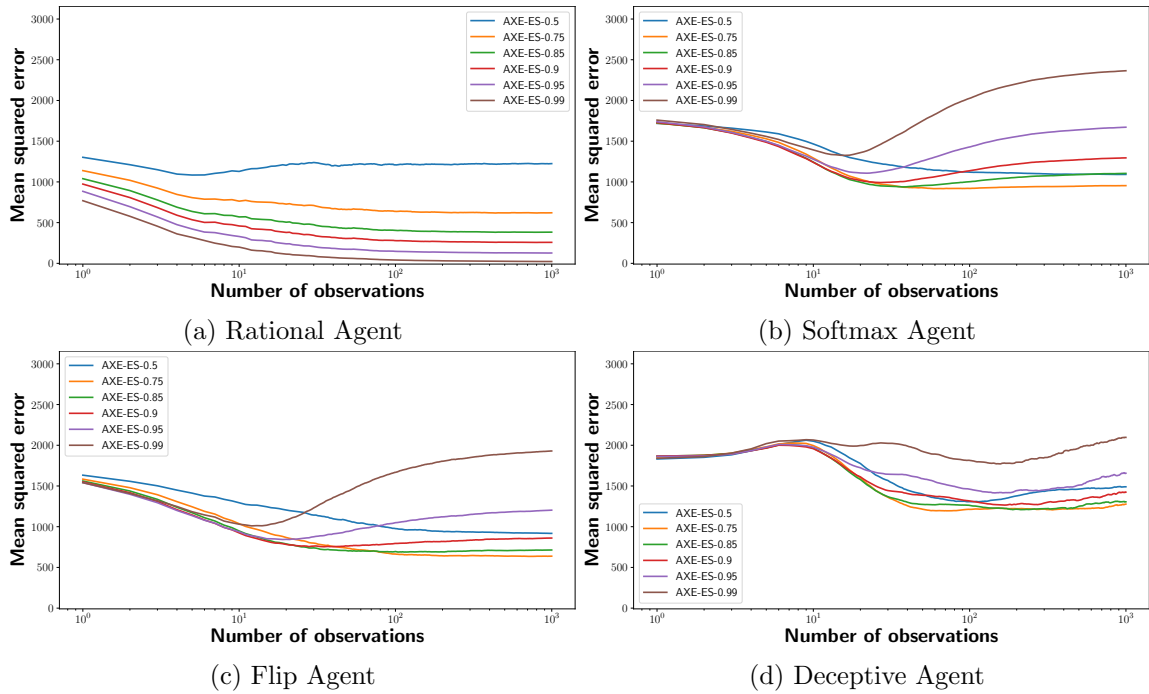 3000
2500
2000
1500
1000
500
0
Mean squared error
AXE-ES-0.5
AXE-ES-0.75
AXE-ES-0.85
AXE-ES-0.9
AXE-ES-0.95
AXE-ES-0.99
10^0
10^1
10^2
10^3
Number of observations
(a) Rational Agent
3000
2500
2000
1500
1000
500
0
Mean squared error
AXE-ES-0.5
AXE-ES-0.75
AXE-ES-0.85
AXE-ES-0.9
AXE-ES-0.95
AXE-ES-0.99
10^0
10^1
10^2
10^3
Number of observations
(b) Softmax Agent
3000
2500
2000
1500
1000
500
0
Mean squared error
AXE-ES-0.5
AXE-ES-0.75
AXE-ES-0.85
AXE-ES-0.9
AXE-ES-0.95
AXE-ES-0.99
10^0
10^1
10^2
10^3
Number of observations
(c) Flip Agent
3000
2500
2000
1500
1000
500
0
Mean squared error
AXE-ES-0.5
AXE-ES-0.75
AXE-ES-0.85
AXE-ES-0.9
AXE-ES-0.95
AXE-ES-0.99
10^0
10^1
10^2
10^3
Number of observations
(d) Deceptive Agent